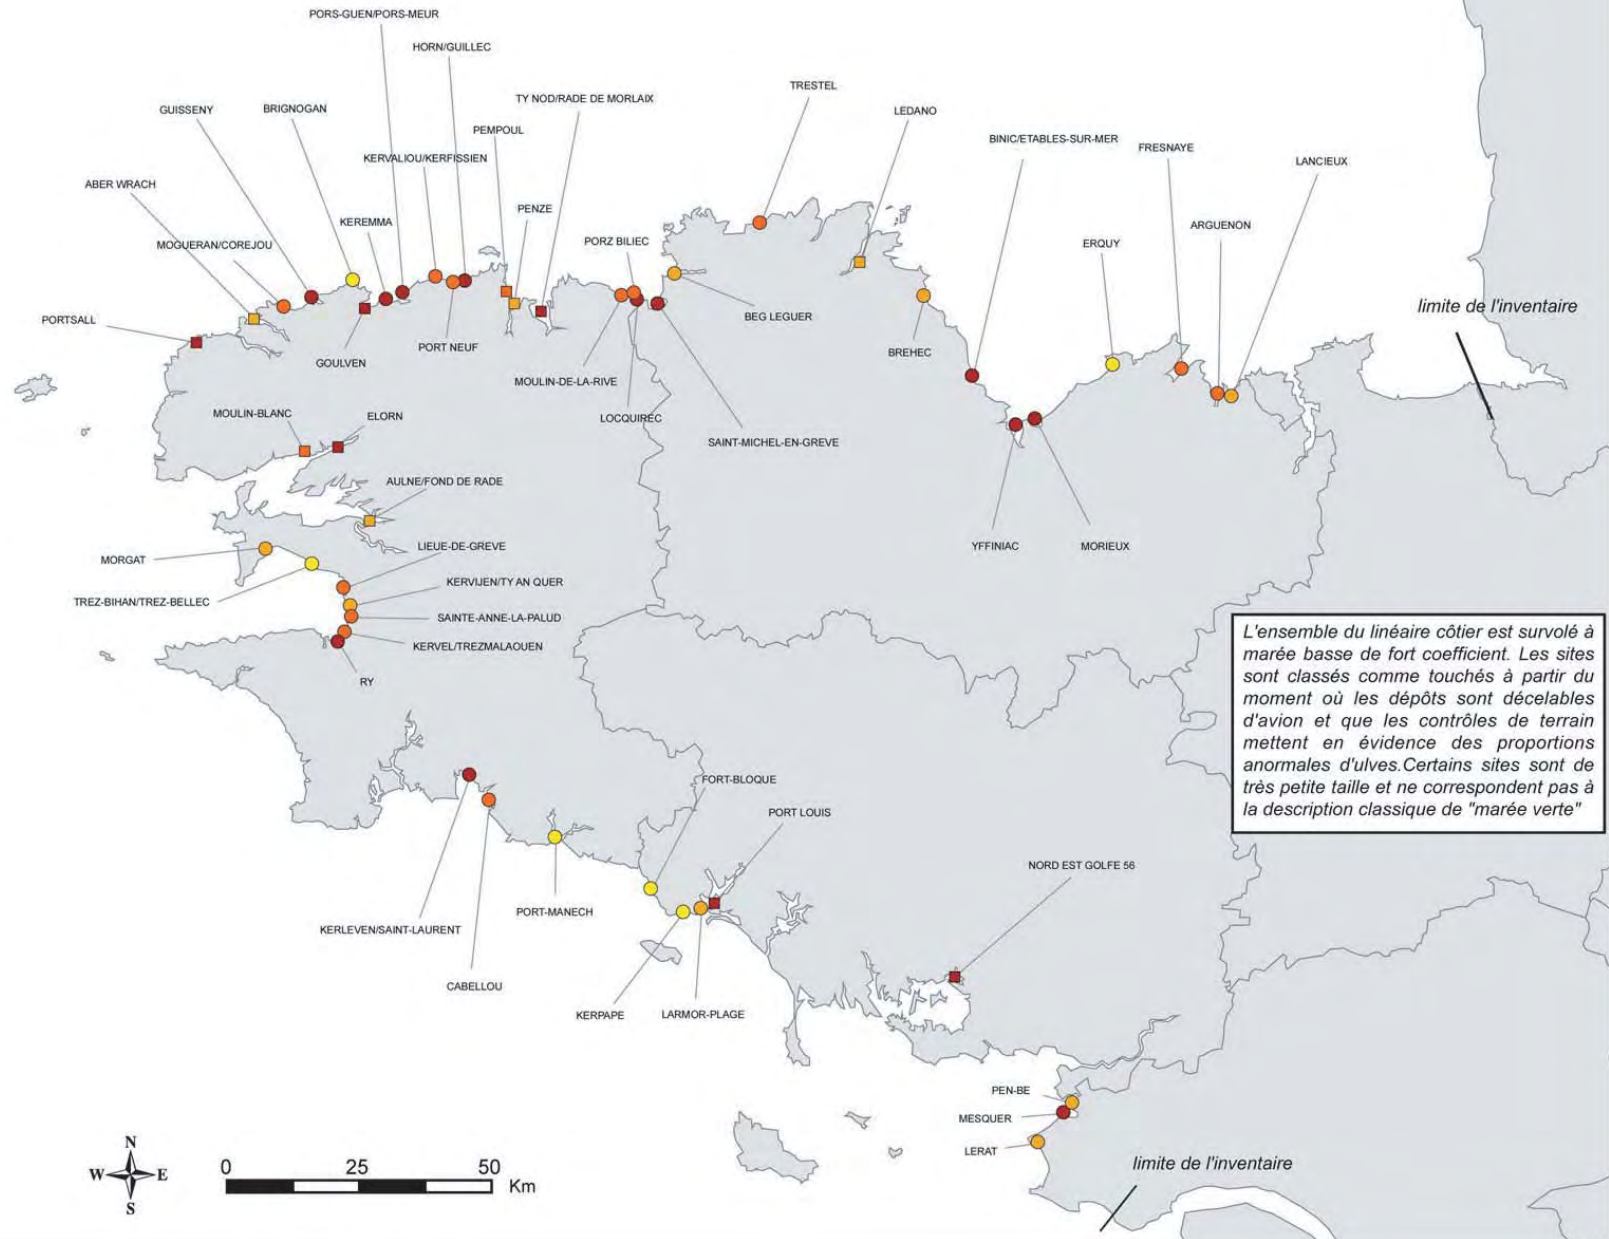 PORS-GUEN/PORS-MEUR
HORN/GUILLEC
TRESTEL
TY NOD/RADE DE MORLAIX
GUISSENY
BRIGNOGAN
LEDANO
PEMPOUL
BINIC/ETABLES-SUR-MER
FRESNAYE
KERVALIOU/KERFISSIEN
LANCIEUX
ABER WRACH
PENZE
KEREMMA
ARGUENON
MOGUERAN/COREJOU
PORZ BILIEC
ERQUY
limite de l'inventaire
BEG LEGUER
PORTSALL
PORT NEUF
BREHEC
GOULVEN
MOULIN-DE-LA-RIVE
MOULIN-BLANC
ELORN
LOCQUIREC
SAINT-MICHEL-EN-GREVE
AULNE/FOND DE RADE
LIEUE-DE-GREVE
YFFINIAC
MORIEUX
MORGAT
KERVIJEN/TY AN QUER
TREZ-BIHAN/TREZ-BELLEC
SAINTE-ANNE-LA-PALUD
KERVEL/TREZMALAOUEN
RY
L'ensemble du linéaire côtier est survolé à
marée basse de fort coefficient. Les sites
sont classés comme touchés à partir du
moment où les dépôts sont décelables
d'avion et que les contrôles de terrain
mettent en évidence des proportions
anormales d'ulves.Certains sites sont de
très petite taille et ne correspondent pas à
la description classique de "marée verte"
FORT-BLOQUE
PORT LOUIS
NORD EST GOLFE 56
PORT-MANECH
KERLEVEN/SAINT-LAURENT
CABELLOU
KERPAPE
LARMOR-PLAGE
PEN-BE
MESQUER
LERAT
limite de l'inventaire
N
W E
S
0 25 50
Km